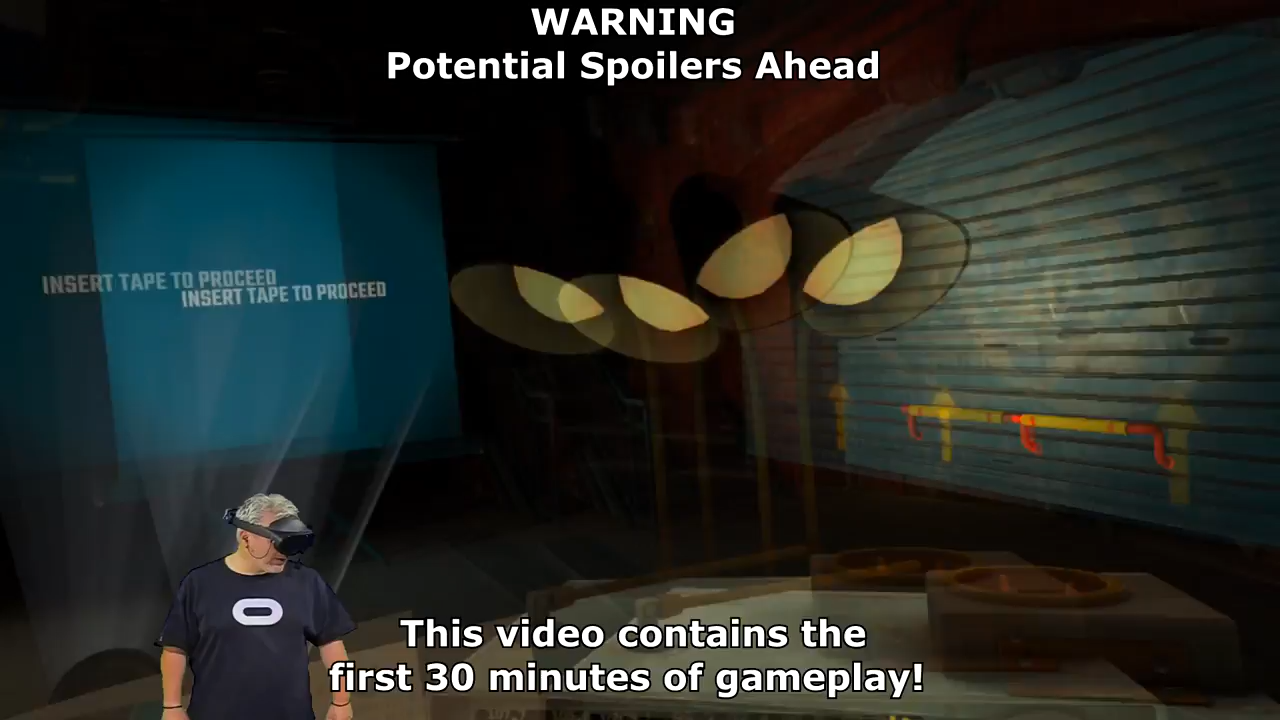 WARNING
Potential Spoilers Ahead
INSERT TAPE TO PROCEED
INSERT TAPE TO PROCEED
This video contains the
first 30 minutes of gameplay!